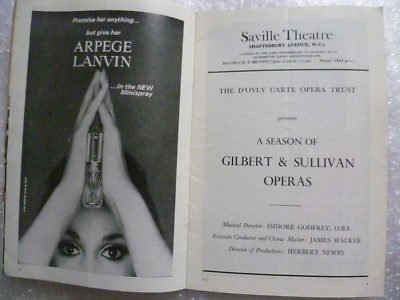 Promise her anything...
but give her
ARPEGE
LANVIN
...in the NEW
Minispray
Saville Theatre
SHAFTESBURY AVENUE, W.C.2
THE D'OYLY CARTE OPERA TRUST
presents
A SEASON OF
GILBERT & SULLIVAN
OPERAS
Musical Director: ISIDORE GODFREY, O.B.E.
Associate Conductor and Chorus Master: JAMES WALKER
Director of Productions: HERBERT NEWBY